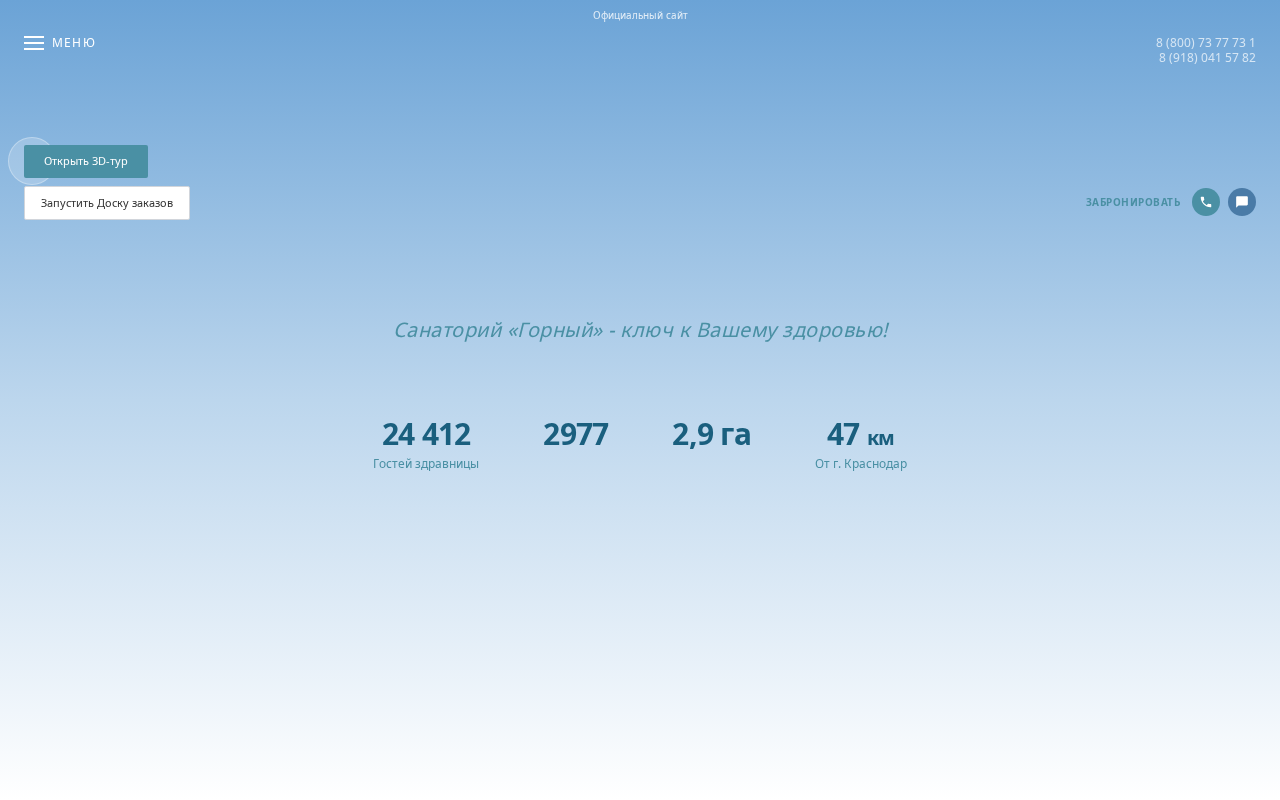 Официальный сайт
МЕНЮ
8 (800) 73 77 73 1
8 (918) 041 57 82
Открыть 3D-тур
Запустить Доску заказов
ЗАБРОНИРОВАТЬ
Санаторий «Горный» - ключ к Вашему здоровью!
24 412
Гостей здравницы
2977
2,9 га
47 км
От г. Краснодар